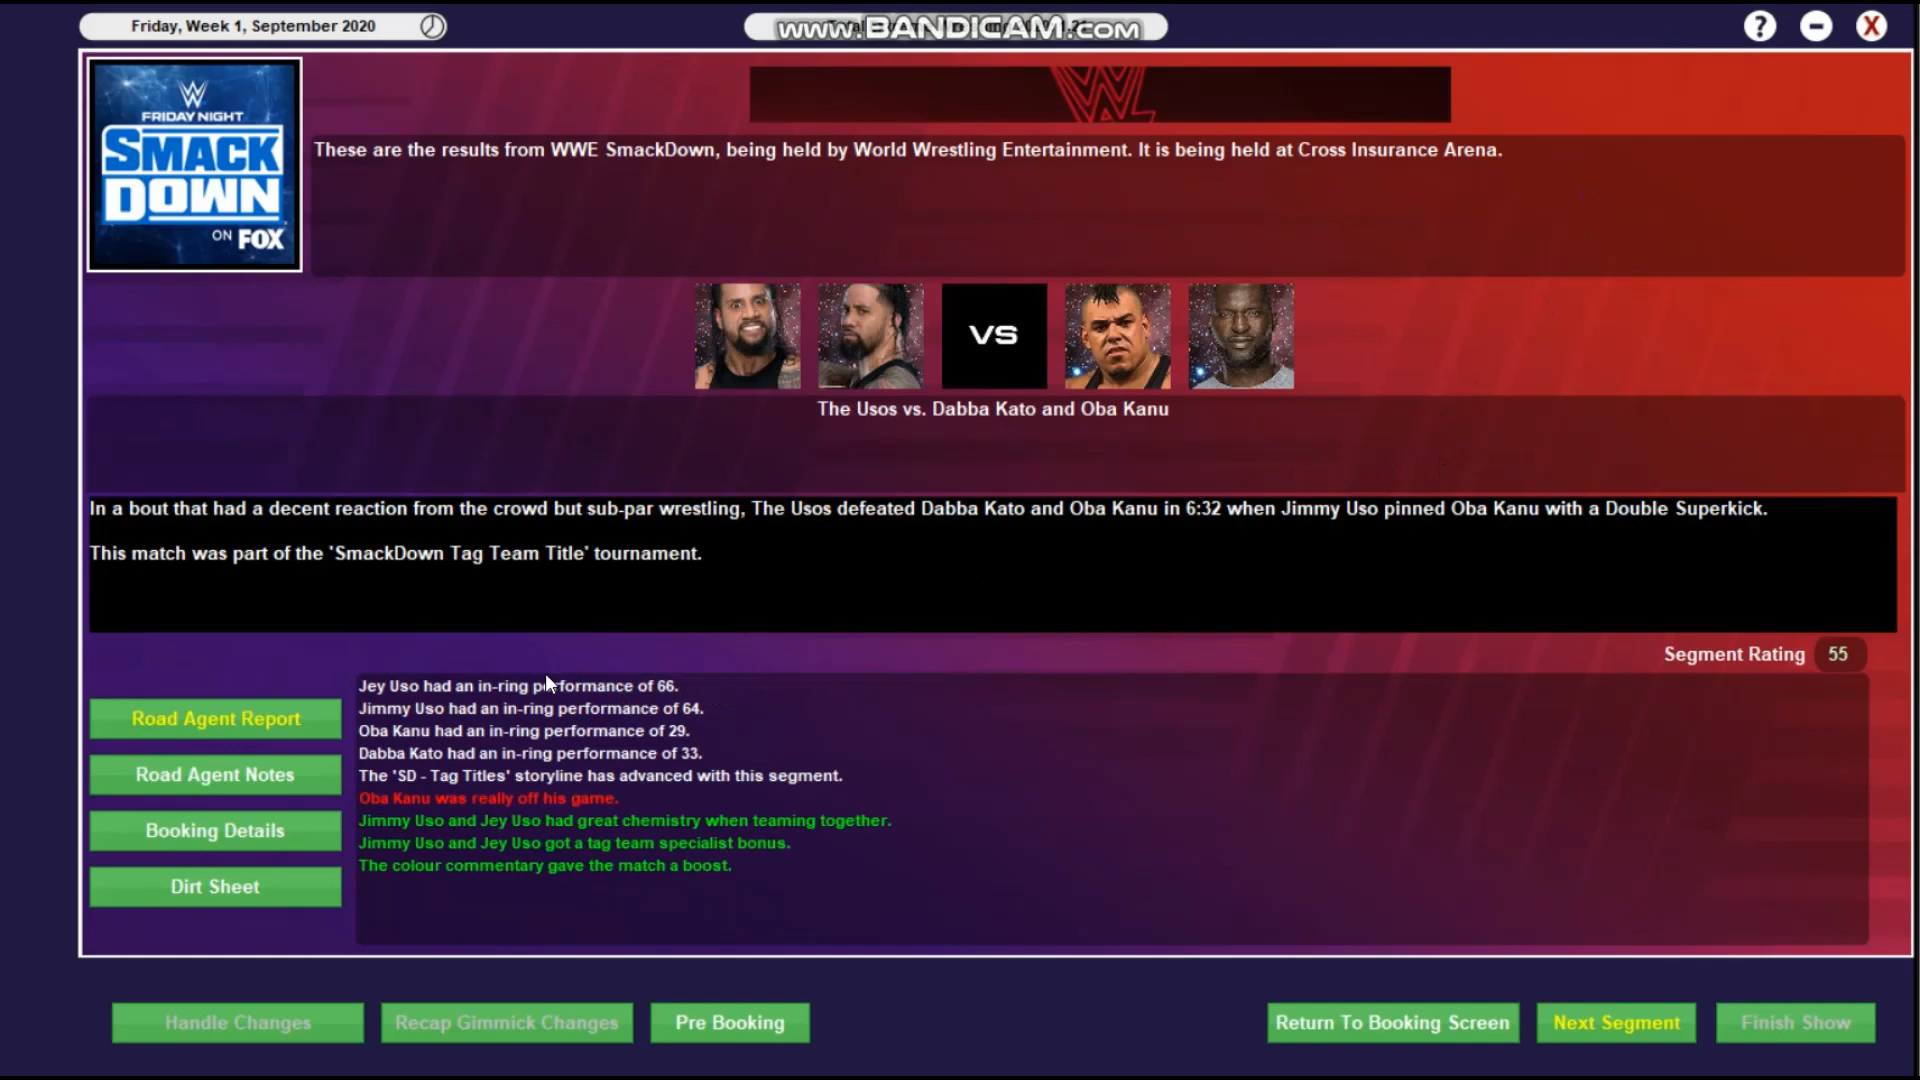 Friday, Week 1, September 2020
www.BANDICAM.com
?
X
W
FRIDAY NIGHT
SMACK
DOWN
ON FOX
These are the results from WWE SmackDown, being held by World Wrestling Entertainment. It is being held at Cross Insurance Arena.
VS
The Usos vs. Dabba Kato and Oba Kanu
In a bout that had a decent reaction from the crowd but sub-par wrestling, The Usos defeated Dabba Kato and Oba Kanu in 6:32 when Jimmy Uso pinned Oba Kanu with a Double Superkick.
This match was part of the 'SmackDown Tag Team Title' tournament.
Segment Rating 55
Jey Uso had an in-ring performance of 66.
Jimmy Uso had an in-ring performance of 64.
Oba Kanu had an in-ring performance of 29.
Dabba Kato had an in-ring performance of 33.
The 'SD - Tag Titles' storyline has advanced with this segment.
Oba Kanu was really off his game.
Jimmy Uso and Jey Uso had great chemistry when teaming together.
Jimmy Uso and Jey Uso got a tag team specialist bonus.
The colour commentary gave the match a boost.
Road Agent Report
Road Agent Notes
Booking Details
Dirt Sheet
Handle Changes
Recap Gimmick Changes
Pre Booking
Return To Booking Screen
Next Segment
Finish Show